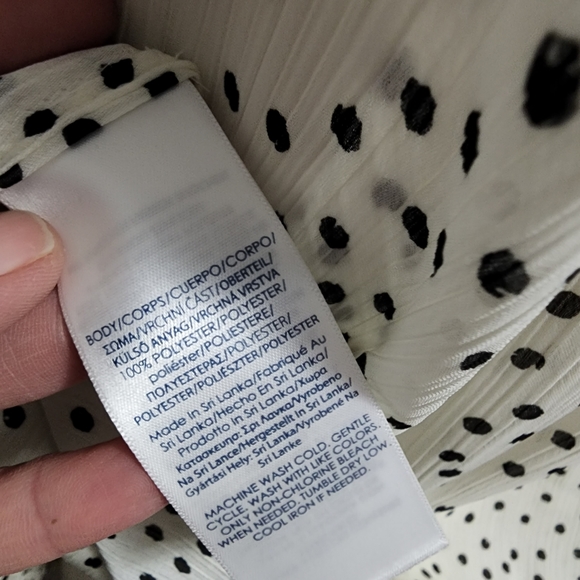 BODY/CORPS/CUERPO/CORPO/
ΣΩΜΑ/VRCHNÍ ČÁST/OBERTEIL/
KÜLSŐ ANYAG/VRCHNÁ VRSTVA
100% POLYESTER/POLYESTER/
poliéster/POLIESTERE/
ΠΟΛΥΕΣΤΕΡΑΣ/POLYESTER/
POLYESTER/POLIÉSZTER/POLYESTER
Made In Sri Lanka/Fabriqué Au
Sri Lanka/Hecho En Sri Lanka/
Prodotto In Sri Lanka/Χωρα
Κατασκευησ: Σρι Λανκα/Vyrobeno
Na Srí Lance/Hergestellt In Sri Lanka/
Gyártási Hely: Srí Lanka/Vyrobené Na
Srí Lanke
MACHINE WASH COLD, GENTLE
CYCLE. WASH WITH LIKE COLORS.
ONLY NON-CHLORINE BLEACH
WHEN NEEDED. TUMBLE DRY LOW.
COOL IRON IF NEEDED.